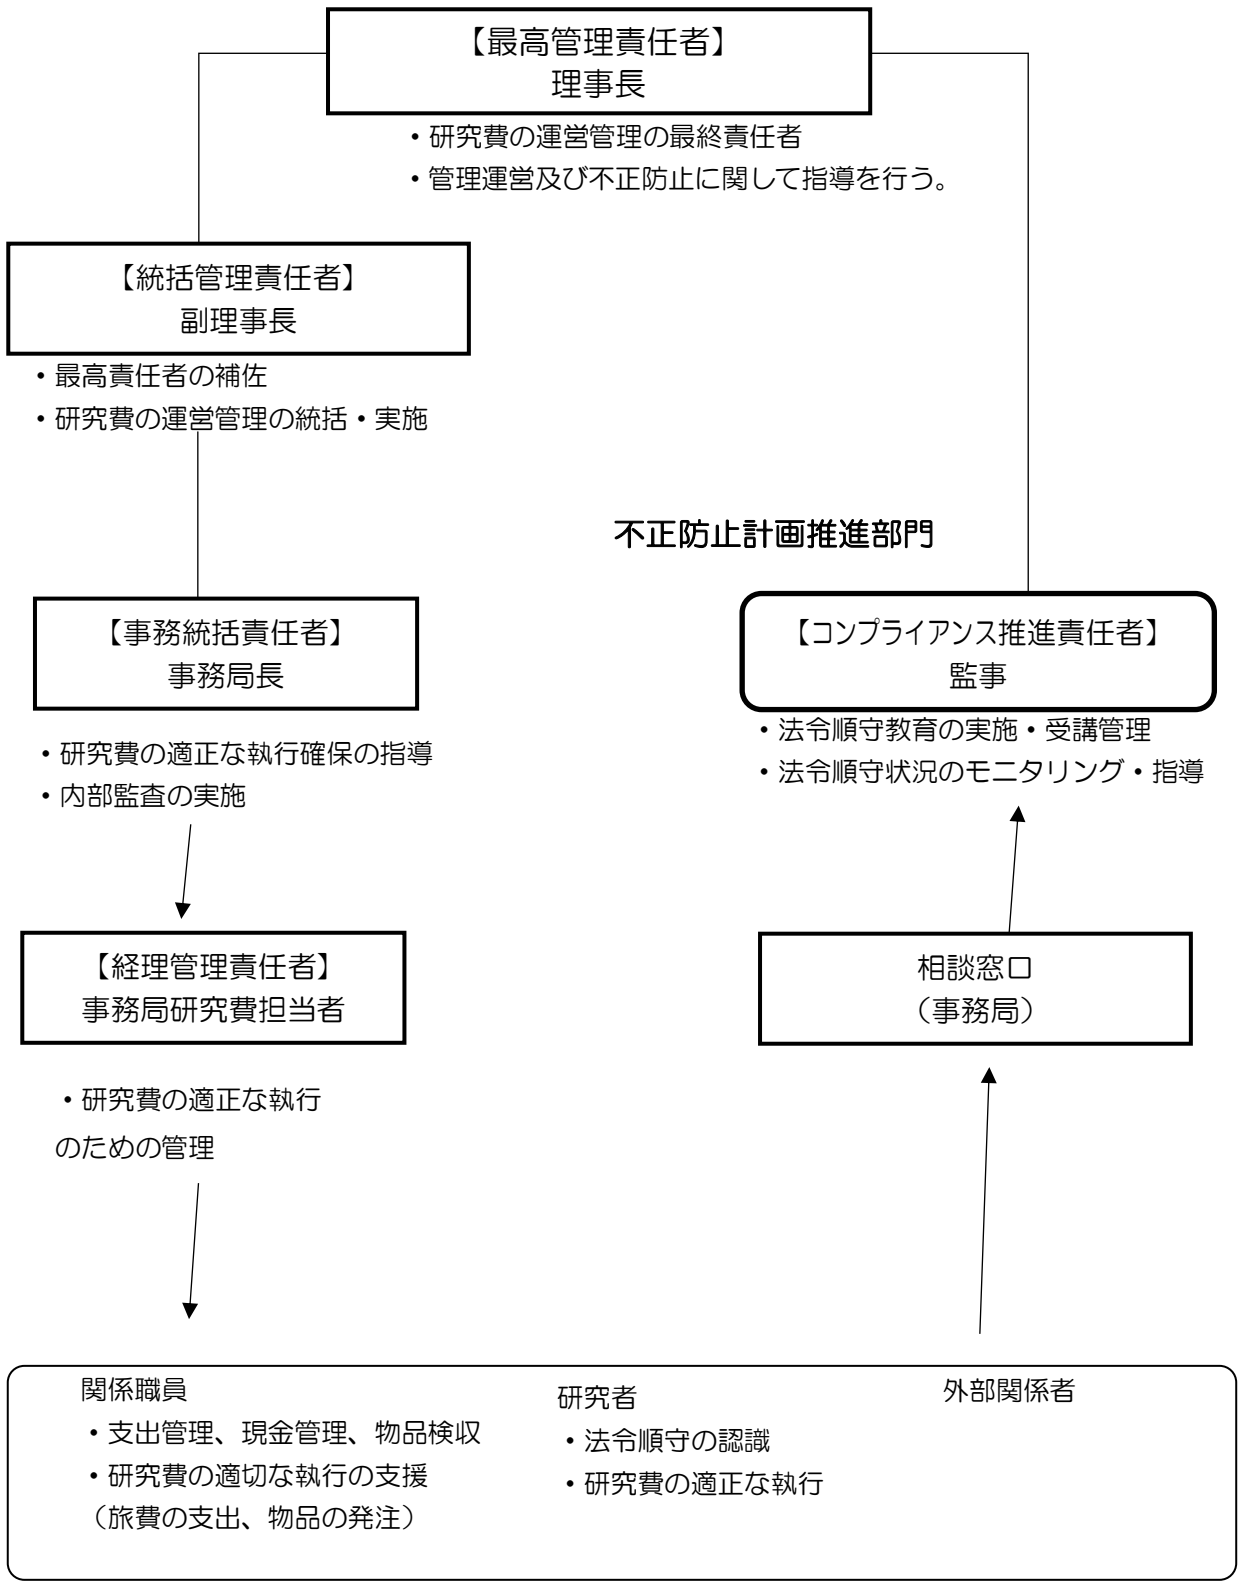 【最高管理責任者】
理事長
・研究費の運営管理の最終責任者
・管理運営及び不正防止に関して指導を行う。
【統括管理責任者】
副理事長
・最高責任者の補佐
・研究費の運営管理の統括・実施
不正防止計画推進部門
【事務統括責任者】
事務局長
・研究費の適正な執行確保の指導
・内部監査の実施
【コンプライアンス推進責任者】
監事
・法令順守教育の実施・受講管理
・法令順守状況のモニタリング・指導
【経理管理責任者】
事務局研究費担当者
・研究費の適正な執行
のための管理
相談窓口
（事務局）
関係職員
・支出管理、現金管理、物品検収
・研究費の適切な執行の支援
（旅費の支出、物品の発注）
研究者
・法令順守の認識
・研究費の適正な執行
外部関係者